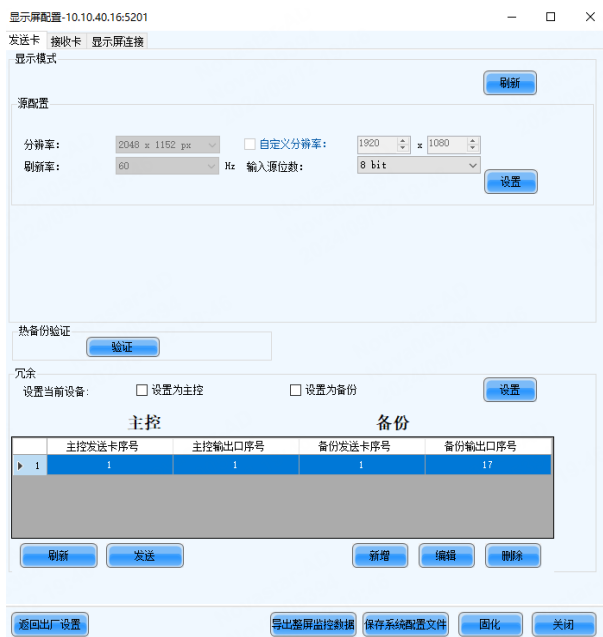 显示屏配置-10.10.40.16:5201
发送卡 接收卡 显示屏连接
显示模式
刷新
源配置
分辨率: 2048 x 1152 px 自定义分辨率: 1920 x 1080
刷新率: 60 Hz 输入源位数: 8 bit
设置
热备份验证
验证
冗余
设置当前设备: 设置为主控 设置为备份 设置
主控 备份
主控发送卡序号 主控输出口序号 备份发送卡序号 备份输出口序号
1 1 1 1 17
刷新 发送 新增 编辑 删除
返回出厂设置 导出整屏监控数据 保存系统配置文件 固化 关闭